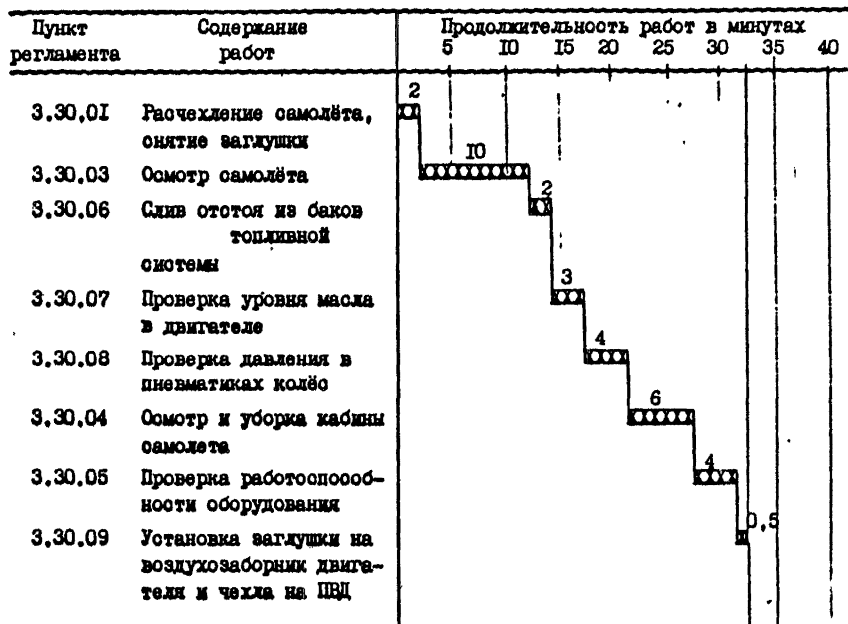 Пункт Содержание Продолжительность работ в минутах
регламента работ 5 10 15 20 25 30 35 40
2
3.30.01 Расчехление самолёта,
снятие заглушки
10
3.30.03 Осмотр самолёта
3.30.06 Слив отстоя из баков 2
топливной
системы
3
3.30.07 Проверка уровня масла
в двигателе
4
3.30.08 Проверка давления в
пневматиках колёс
6
3.30.04 Осмотр и уборка кабины
самолета
4
3.30.05 Проверка работоспособ-
ности оборудования
0,5
3.30.09 Установка заглушки на
воздухозаборник двига-
теля и чехла на ПВД